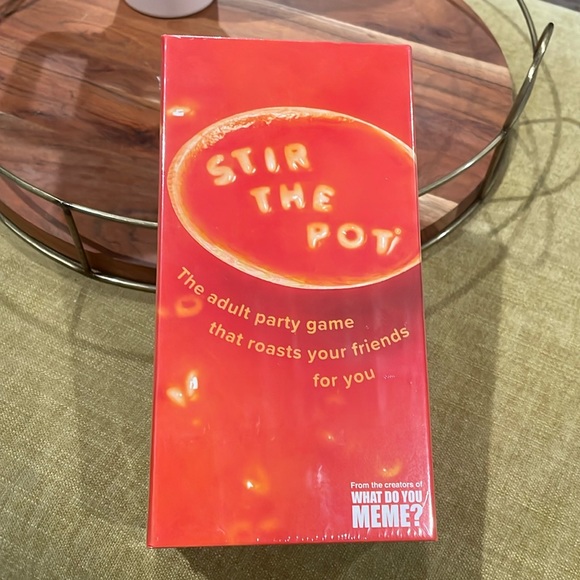 STIR
THE
POT
The adult party game
that roasts your friends
for you
From the creators of
WHAT DO YOU
MEME?